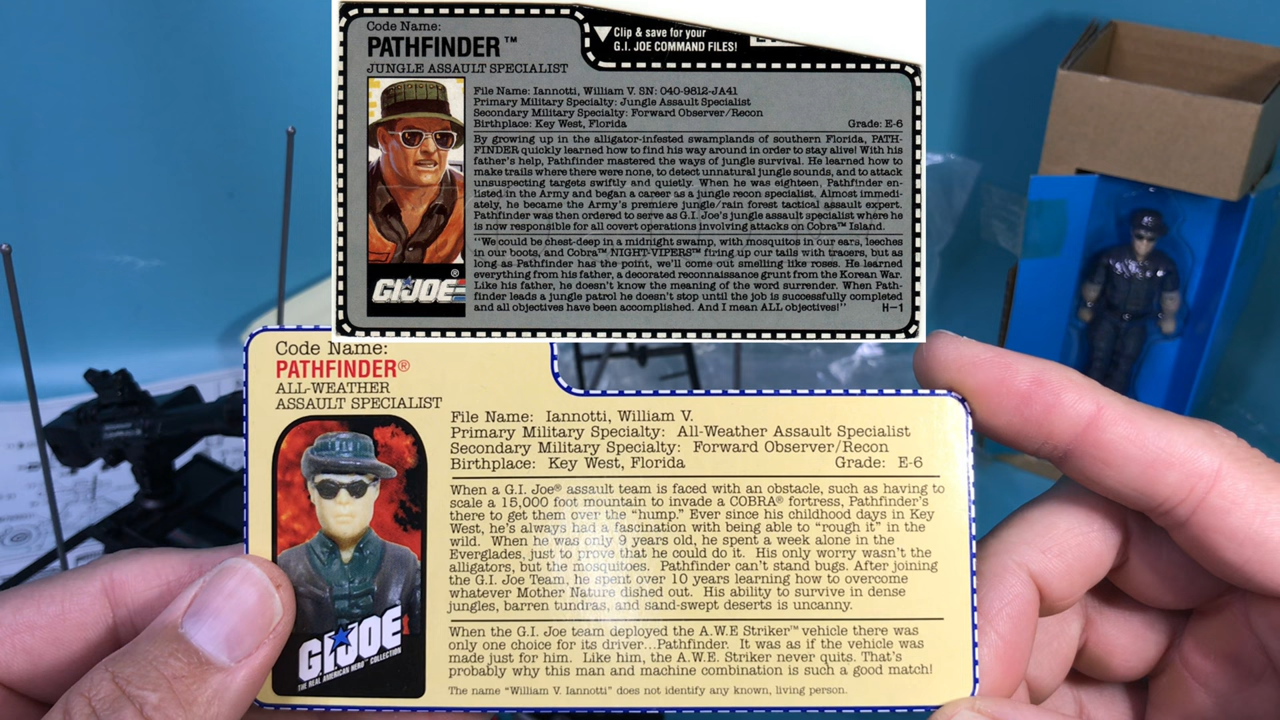 Code Name:
PATHFINDER™
JUNGLE ASSAULT SPECIALIST
Clip & save for your
G.I. JOE COMMAND FILES!
File Name: Iannotti, William V. SN: 040-9812-JA41
Primary Military Specialty: Jungle Assault Specialist
Secondary Military Specialty: Forward Observer/Recon
Birthplace: Key West, Florida Grade: E-6
By growing up in the alligator-infested swamplands of southern Florida, PATH-
FINDER quickly learned how to find his way around in order to stay alive! With his
father's help, Pathfinder mastered the ways of jungle survival. He learned how to
make trails where there were none, to detect unnatural jungle sounds, and to attack
unsuspecting targets swiftly and quietly. When he was eighteen, Pathfinder en-
listed in the Army and began a career as a jungle recon specialist. Almost immedi-
ately, he became the Army's premiere jungle/rain forest tactical assault expert.
Pathfinder was then ordered to serve as G.I. Joe's jungle assault specialist where he
is now responsible for all covert operations involving attacks on Cobra™ Island.
"We could be chest-deep in a midnight swamp, with mosquitos in our ears, leeches
in our boots, and Cobra™ NIGHT-VIPERS™ firing up our tails with tracers, but as
long as Pathfinder has the point, we'll come out smelling like roses. He learned
everything from his father, a decorated reconnaissance grunt from the Korean War.
Like his father, he doesn't know the meaning of the word surrender. When Path-
finder leads a jungle patrol he doesn't stop until the job is successfully completed
and all objectives have been accomplished. And I mean ALL objectives!" H-1
GI JOE®
Code Name:
PATHFINDER®
ALL-WEATHER
ASSAULT SPECIALIST
File Name: Iannotti, William V.
Primary Military Specialty: All-Weather Assault Specialist
Secondary Military Specialty: Forward Observer/Recon
Birthplace: Key West, Florida Grade: E-6
When a G.I. Joe® assault team is faced with an obstacle, such as having to
scale a 15,000 foot mountain to invade a COBRA® fortress, Pathfinder's
there to get them over the "hump." Ever since his childhood days in Key
West, he's always had a fascination with being able to "rough it" in the
wild. When he was only 9 years old, he spent a week alone in the
Everglades, just to prove that he could do it. His only worry wasn't the
alligators, but the mosquitoes. Pathfinder can't stand bugs. After joining
the G.I. Joe Team, he spent over 10 years learning how to overcome
whatever Mother Nature dished out. His ability to survive in dense
jungles, barren tundras, and sand-swept deserts is uncanny.
When the G.I. Joe team deployed the A.W.E Striker™ vehicle there was
only one choice for its driver...Pathfinder. It was as if the vehicle was
made just for him. Like him, the A.W.E. Striker never quits. That's
probably why this man and machine combination is such a good match!
The name "William V. Iannotti" does not identify any known, living person.
GI JOE
THE REAL AMERICAN HERO™ COLLECTION